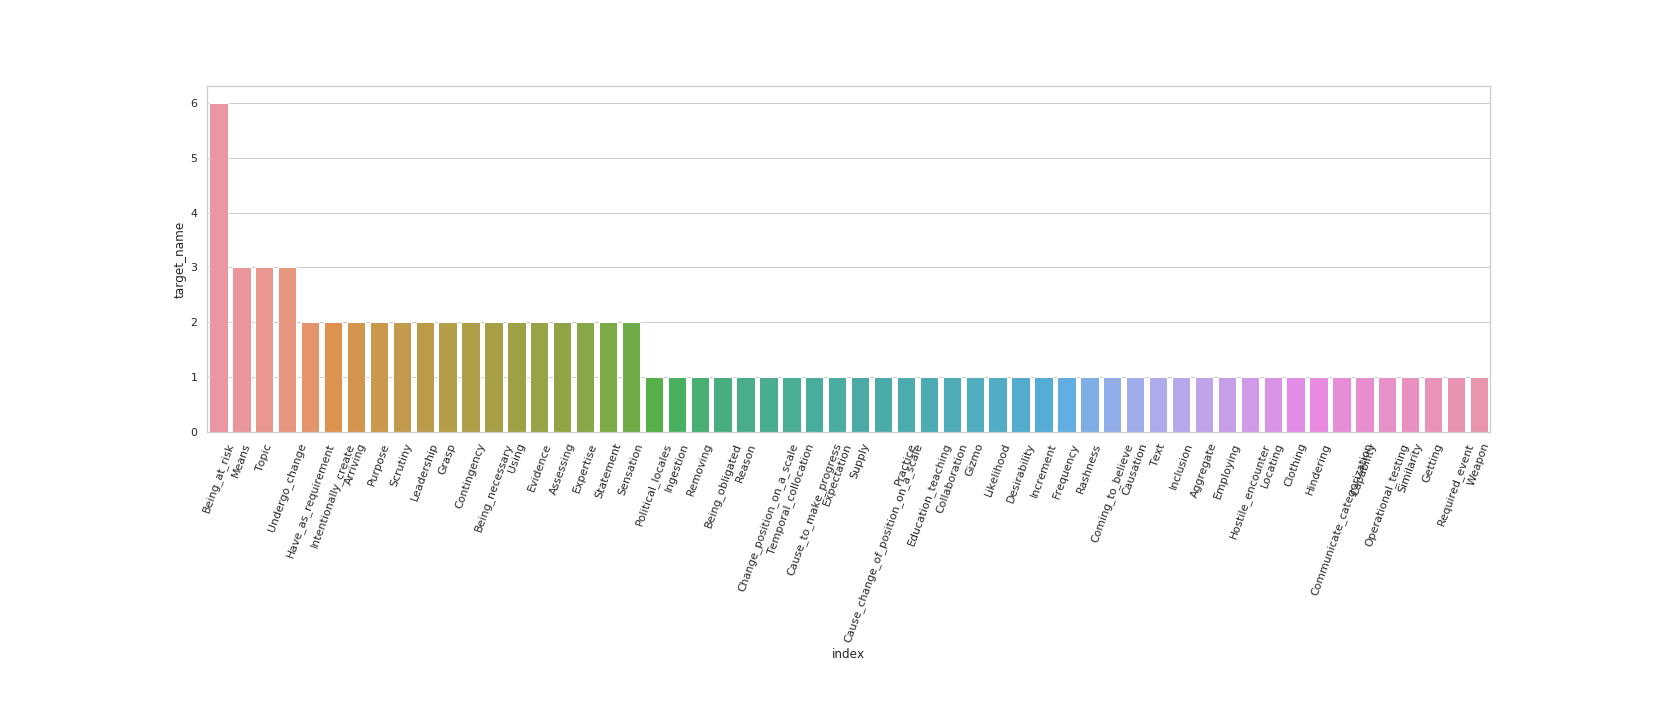 target_name
6
5
4
3
2
1
0
Being_at_risk
Means
Topic
Undergo_change
Have_as_requirement
Intentionally_create
Arriving
Purpose
Scrutiny
Leadership
Grasp
Contingency
Being_necessary
Using
Evidence
Assessing
Expertise
Statement
Sensation
Political_locales
Ingestion
Removing
Being_obligated
Reason
Change_position_on_a_scale
Temporal_collocation
Cause_to_make_progress
Expectation
Supply
Practice
Cause_change_of_position_on_a_scale
Education_teaching
Collaboration
Gizmo
Likelihood
Desirability
Increment
Frequency
Rashness
Coming_to_believe
Causation
Text
Inclusion
Aggregate
Employing
Hostile_encounter
Locating
Clothing
Hindering
Communicate_categorization
Capability
Operational_testing
Similarity
Getting
Required_event
Weapon
index